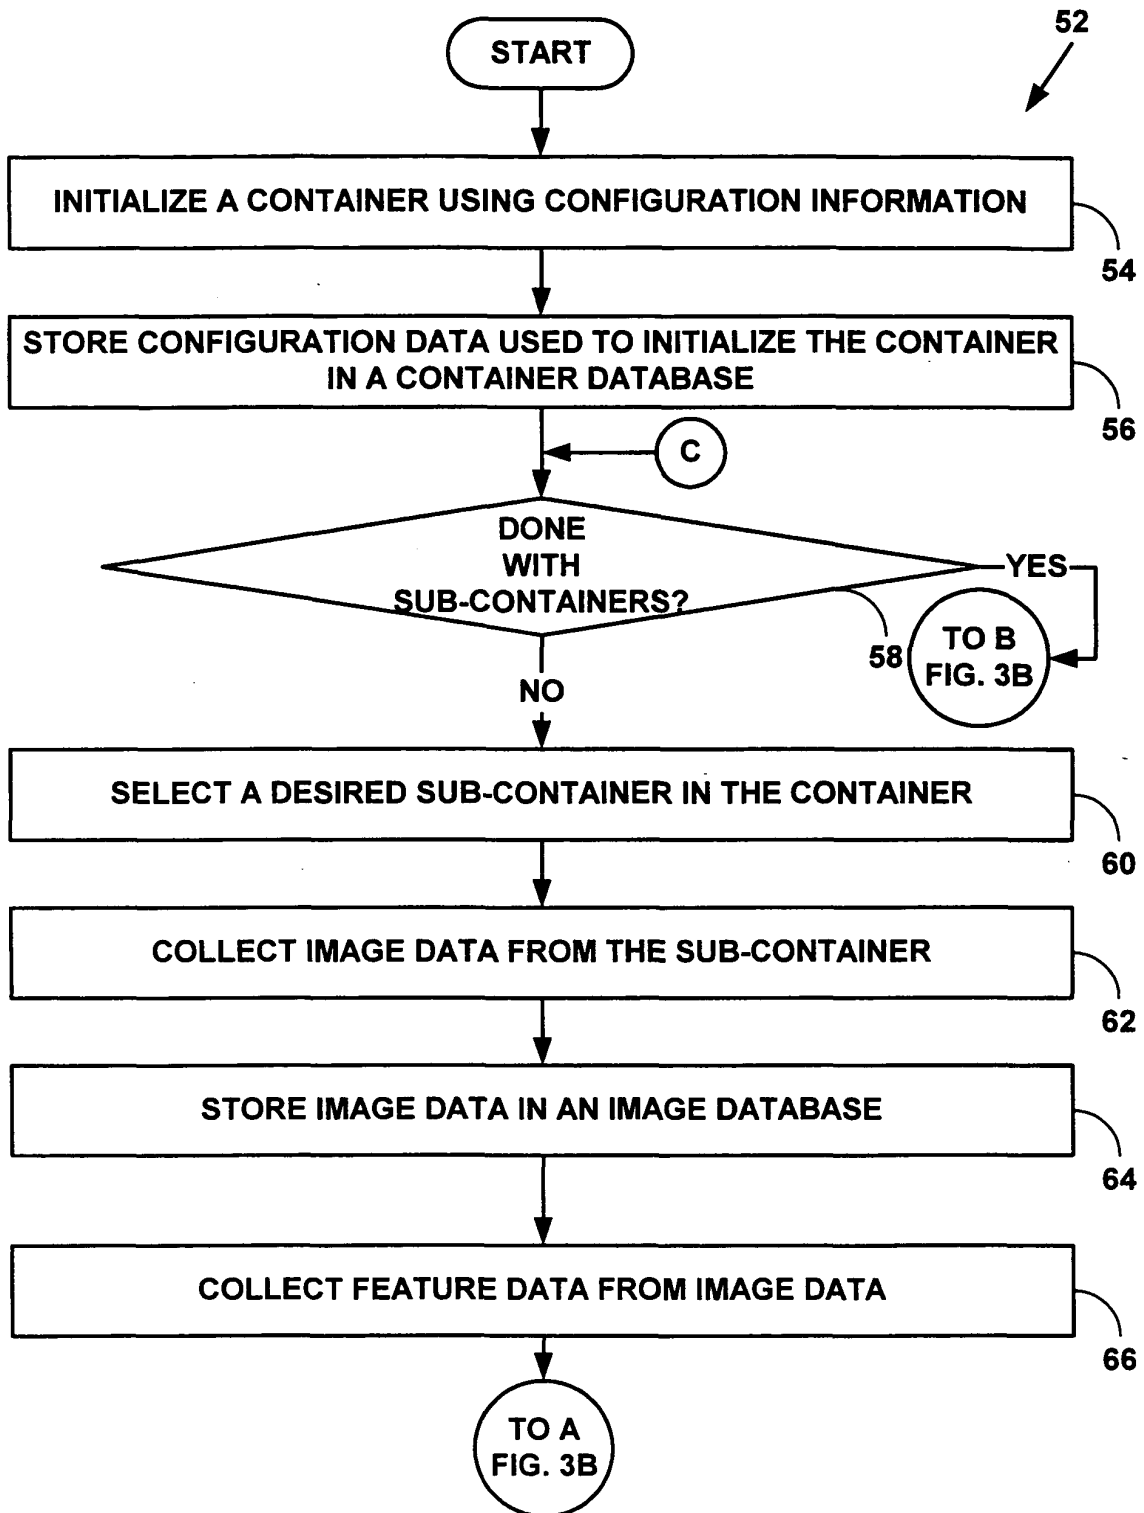 52
START
INITIALIZE A CONTAINER USING CONFIGURATION INFORMATION
54
STORE CONFIGURATION DATA USED TO INITIALIZE THE CONTAINER
IN A CONTAINER DATABASE
56
C
DONE
WITH
SUB-CONTAINERS?
YES
58
TO B
FIG. 3B
NO
SELECT A DESIRED SUB-CONTAINER IN THE CONTAINER
60
COLLECT IMAGE DATA FROM THE SUB-CONTAINER
62
STORE IMAGE DATA IN AN IMAGE DATABASE
64
COLLECT FEATURE DATA FROM IMAGE DATA
66
TO A
FIG. 3B